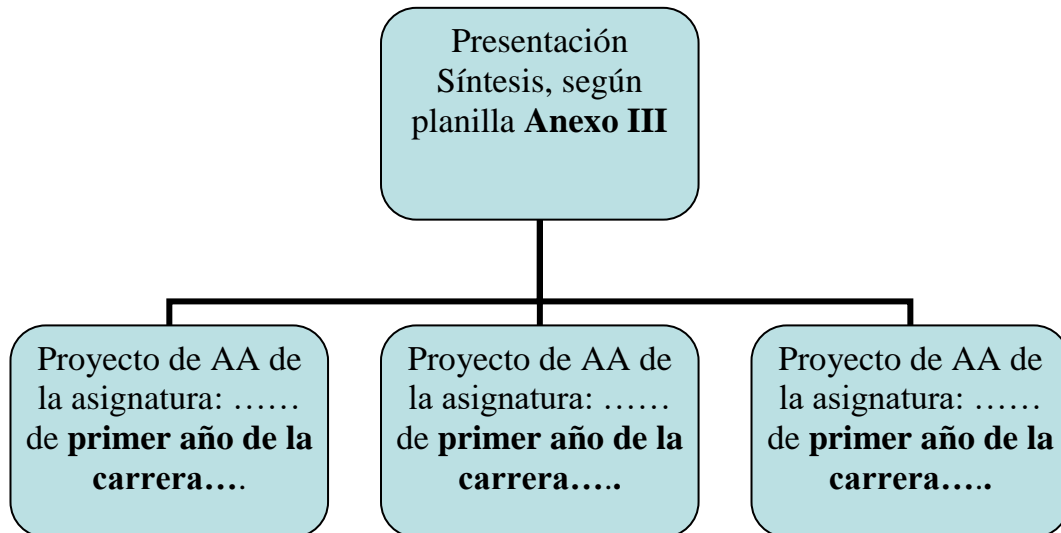 Presentación
Síntesis, según
planilla Anexo III
Proyecto de AA de
la asignatura: ……
de primer año de la
carrera….
Proyecto de AA de
la asignatura: ……
de primer año de la
carrera…..
Proyecto de AA de
la asignatura: ……
de primer año de la
carrera…..